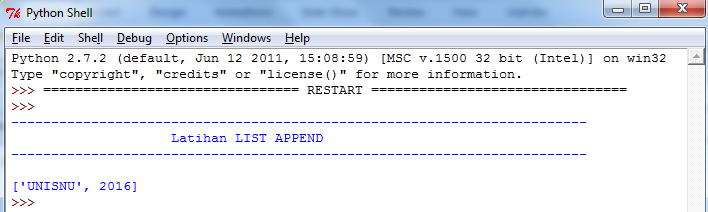 Python Shell
File Edit Shell Debug Options Windows Help
Python 2.7.2 (default, Jun 12 2011, 15:08:59) [MSC v.1500 32 bit (Intel)] on win32
Type "copyright", "credits" or "license()" for more information.
>>> ================================ RESTART ================================
>>>
------------------------------------------------------------------------
Latihan LIST APPEND
------------------------------------------------------------------------
['UNISNU', 2016]
>>>